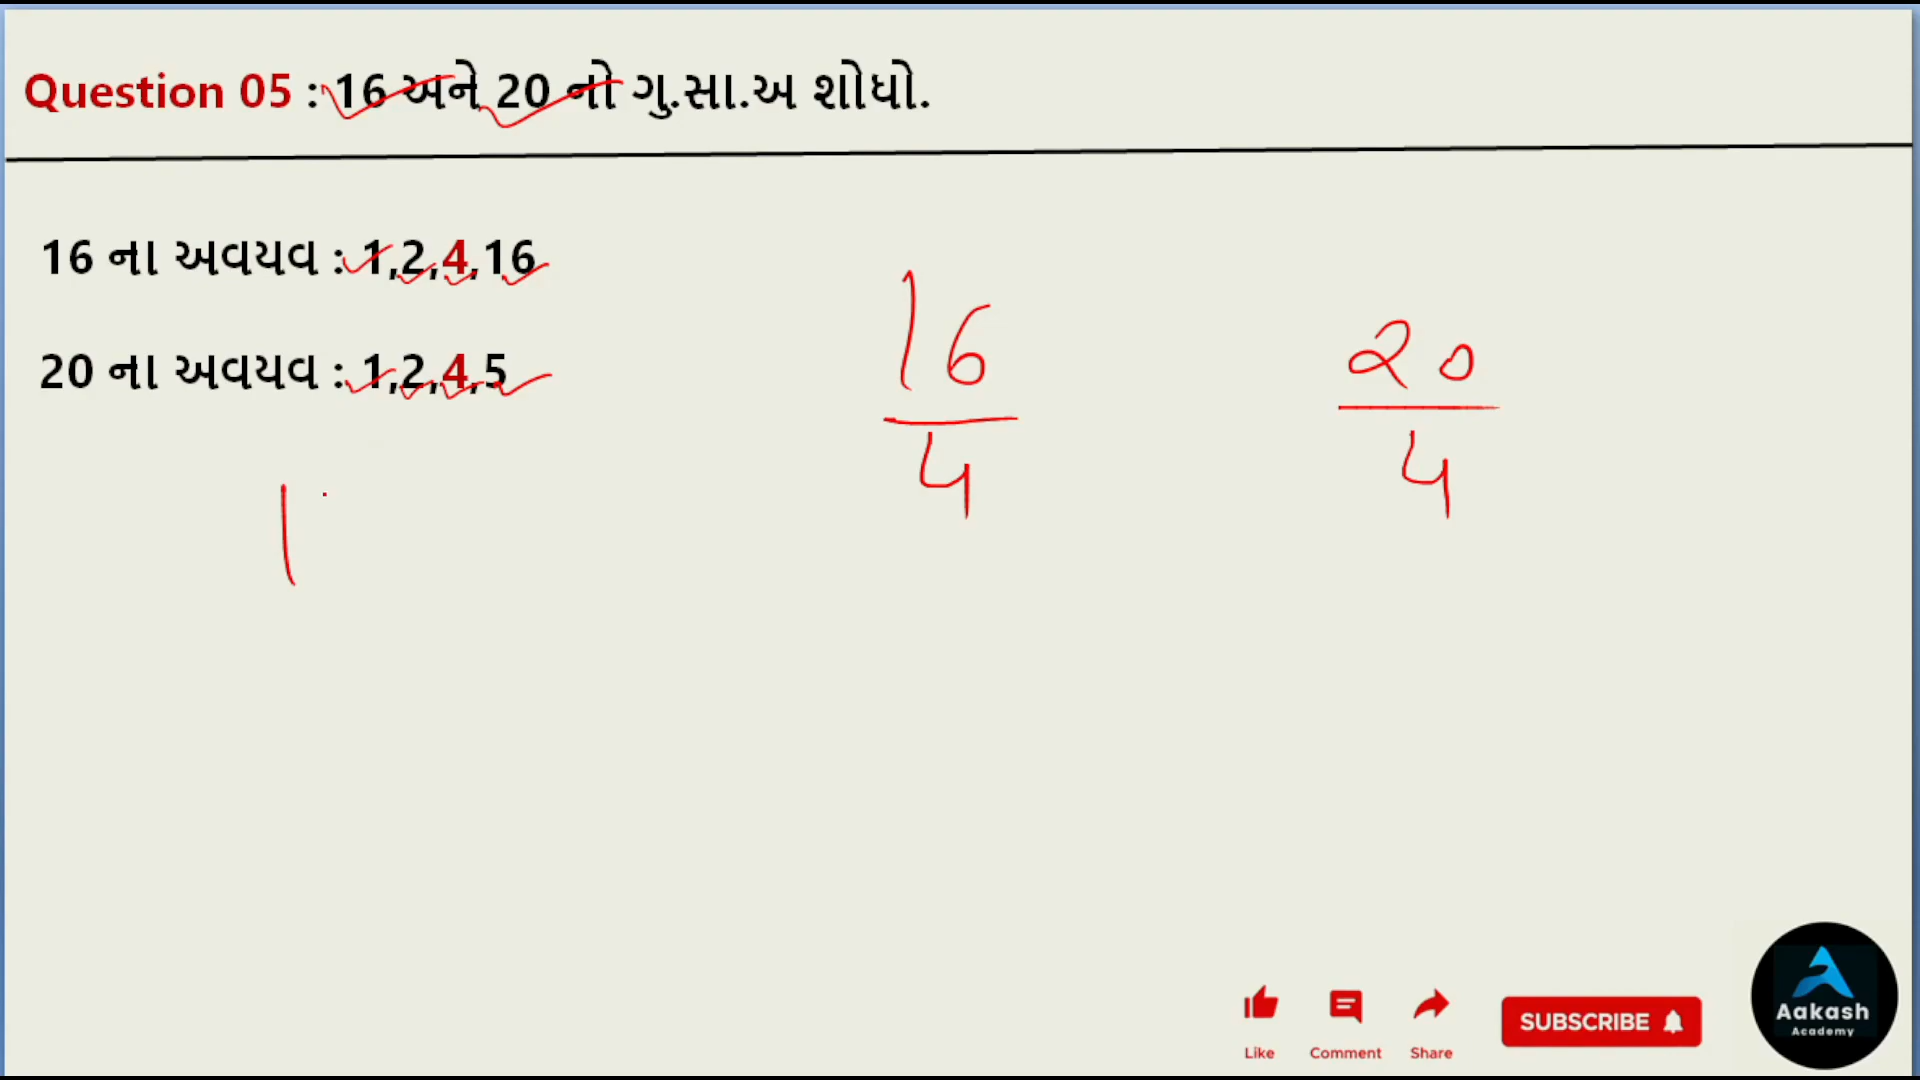 Question 05 : 16 અને 20 નો ગુ.સા.અ શોધો.
16 ના અવયવ : 1,2,4,16
20 ના અવયવ : 1,2,4,5
16
4
20
4
1
Like
Comment
Share
SUBSCRIBE
Aakash
Academy